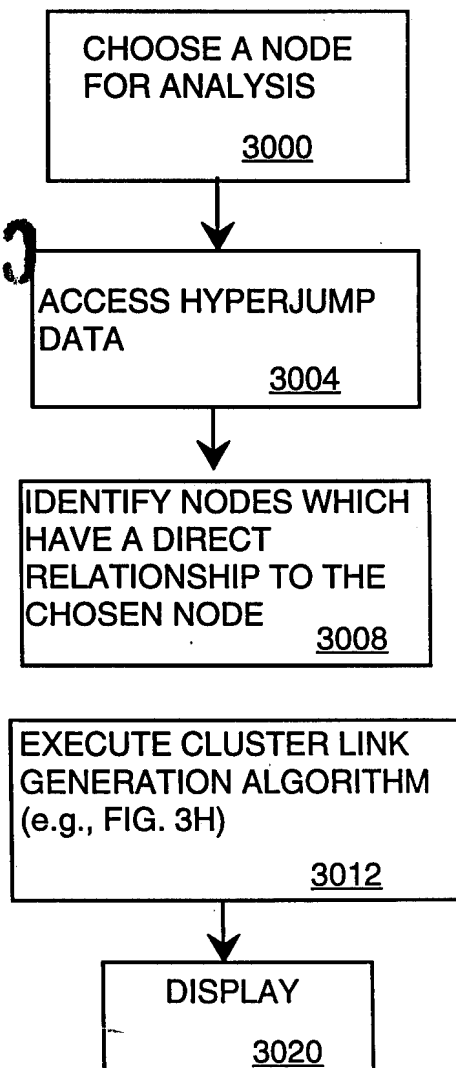 CHOOSE A NODE
FOR ANALYSIS
3000
ACCESS HYPERJUMP
DATA
3004
IDENTIFY NODES WHICH
HAVE A DIRECT
RELATIONSHIP TO THE
CHOSEN NODE
3008
EXECUTE CLUSTER LINK
GENERATION ALGORITHM
(e.g., FIG. 3H)
3012
DISPLAY
3020